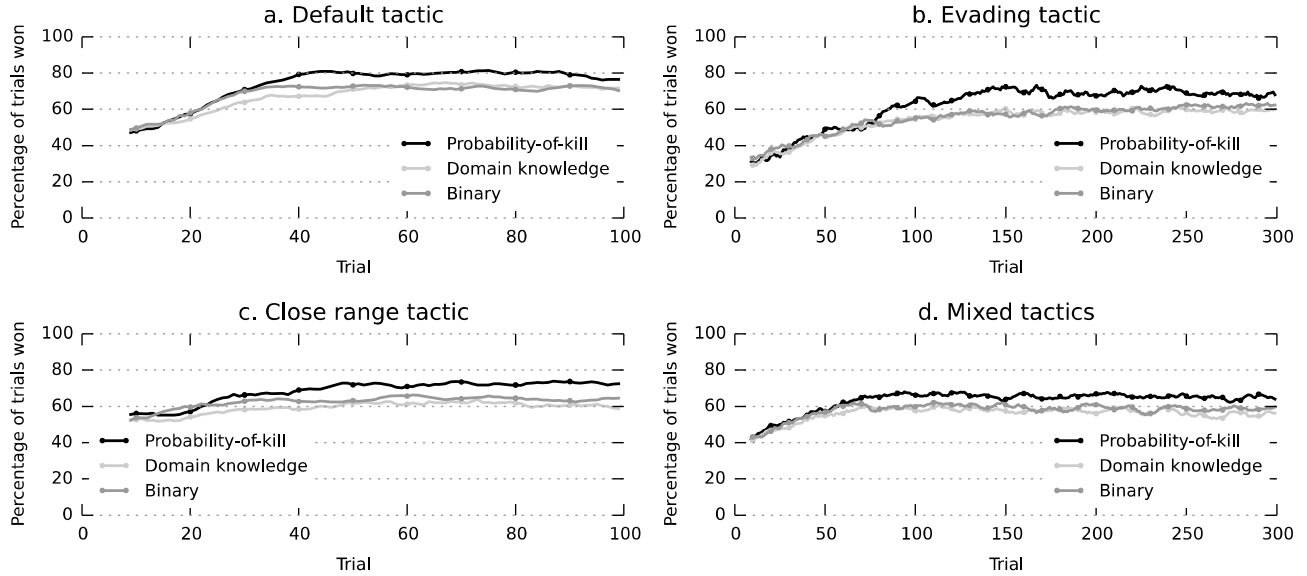 a. Default tactic
Percentage of trials won
100
80
60
40
20
0
Probability-of-kill
Domain knowledge
Binary
0 20 40 60 80 100
Trial
b. Evading tactic
Percentage of trials won
100
80
60
40
20
0
Probability-of-kill
Domain knowledge
Binary
0 50 100 150 200 250 300
Trial
c. Close range tactic
Percentage of trials won
100
80
60
40
20
0
Probability-of-kill
Domain knowledge
Binary
0 20 40 60 80 100
Trial
d. Mixed tactics
Percentage of trials won
100
80
60
40
20
0
Probability-of-kill
Domain knowledge
Binary
0 50 100 150 200 250 300
Trial